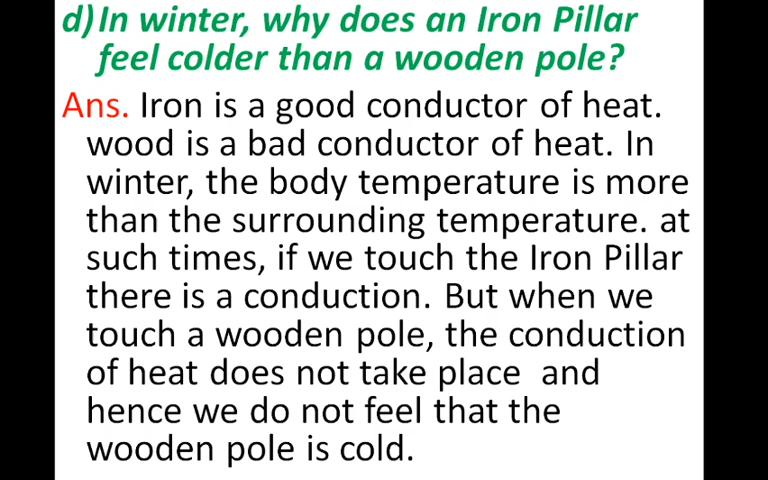 d)In winter, why does an Iron Pillar
feel colder than a wooden pole?
Ans. Iron is a good conductor of heat.
wood is a bad conductor of heat. In
winter, the body temperature is more
than the surrounding temperature. at
such times, if we touch the Iron Pillar
there is a conduction. But when we
touch a wooden pole, the conduction
of heat does not take place and
hence we do not feel that the
wooden pole is cold.